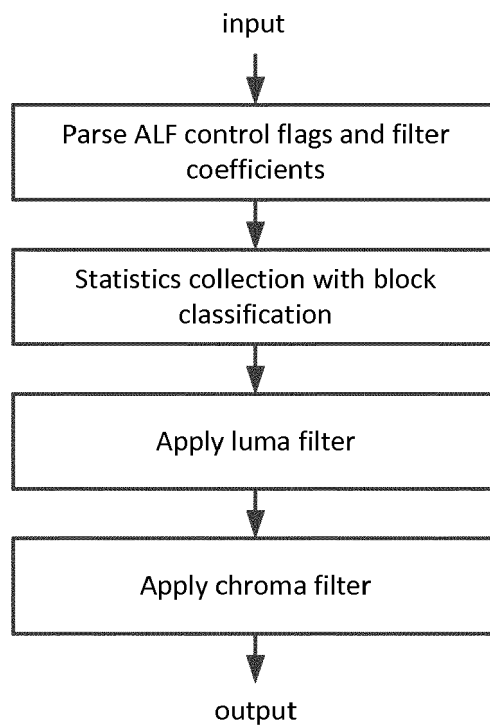 input
Parse ALF control flags and filter
coefficients
Statistics collection with block
classification
Apply luma filter
Apply chroma filter
output